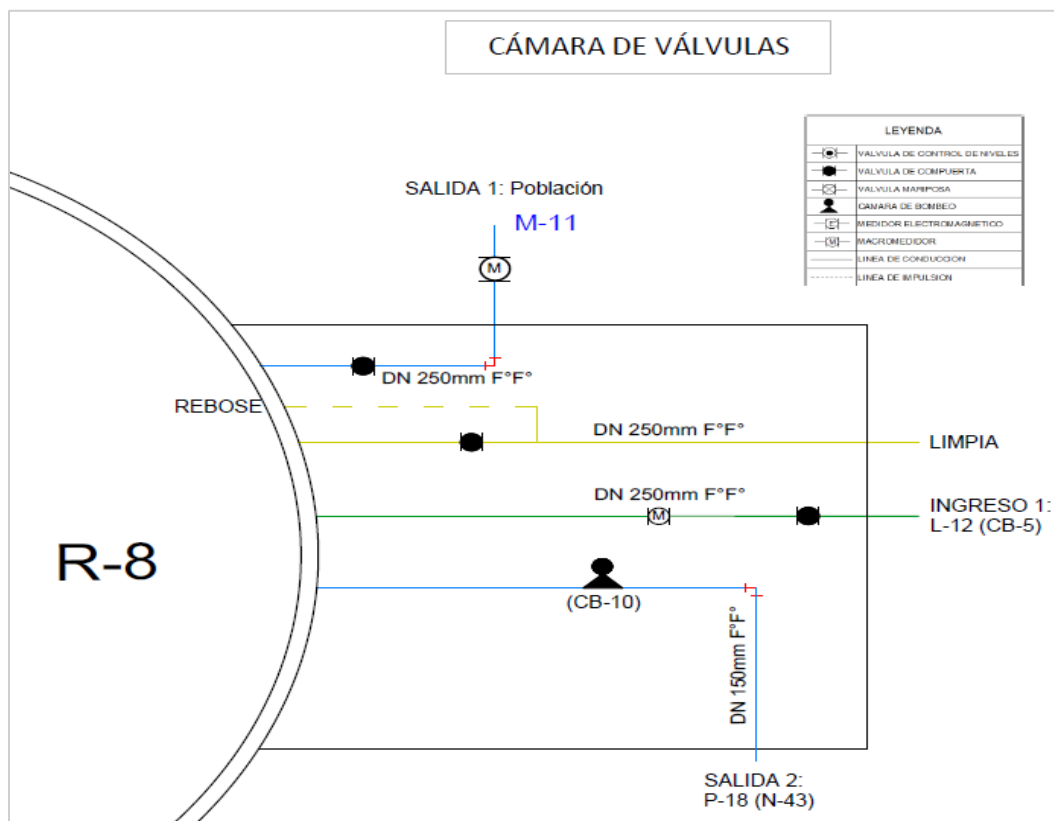 CÁMARA DE VÁLVULAS
LEYENDA
VALVULA DE CONTROL DE NIVELES
VALVULA DE COMPUERTA
VALVULA MARIPOSA
CAMARA DE BOMBEO
E
MEDIDOR ELECTROMAGNETICO
M
MACROMEDIDOR
LINEA DE CONDUCCION
LINEA DE IMPULSION
SALIDA 1: Población
M-11
M
DN 250mm F°F°
REBOSE
DN 250mm F°F°
LIMPIA
DN 250mm F°F°
M
INGRESO 1:
L-12 (CB-5)
R-8
(CB-10)
DN 150mm F°F°
SALIDA 2:
P-18 (N-43)